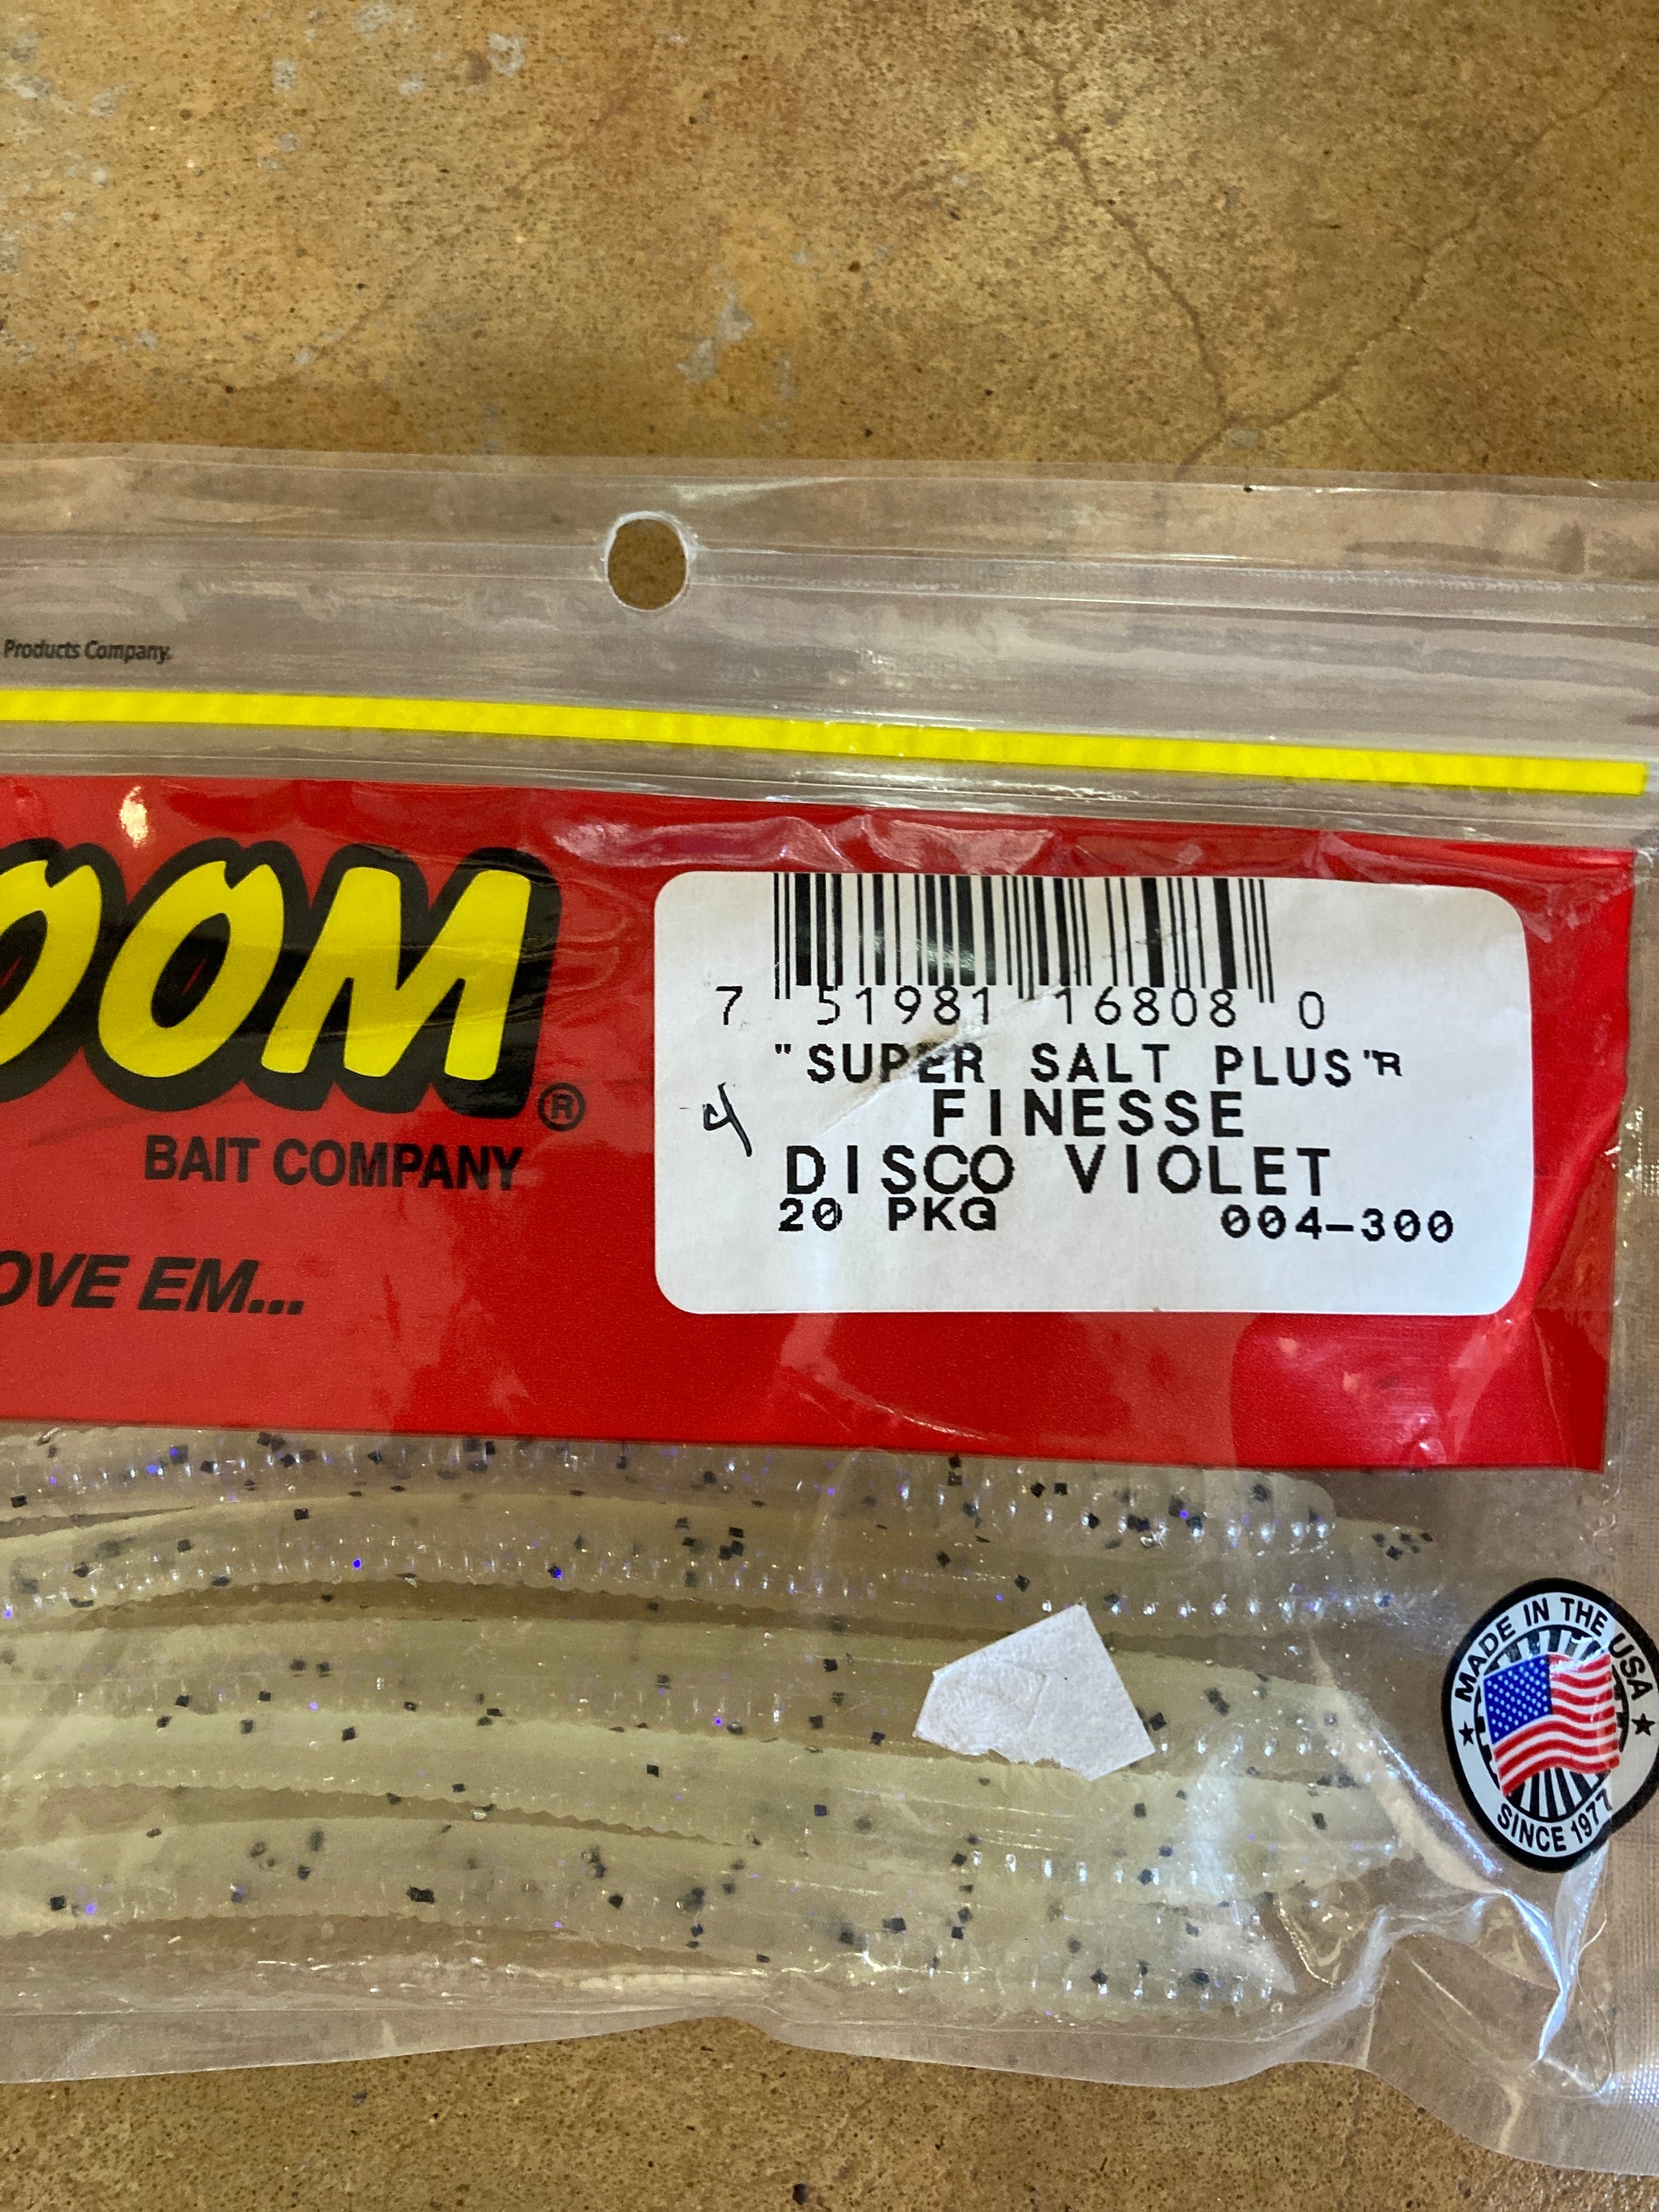 Products Company.
OOM®
BAIT COMPANY
OVE EM...
7 51981 16808 0
"SUPER SALT PLUS"R
FINESSE
DISCO VIOLET
20 PKG 004-300
MADE IN THE USA
SINCE 1977